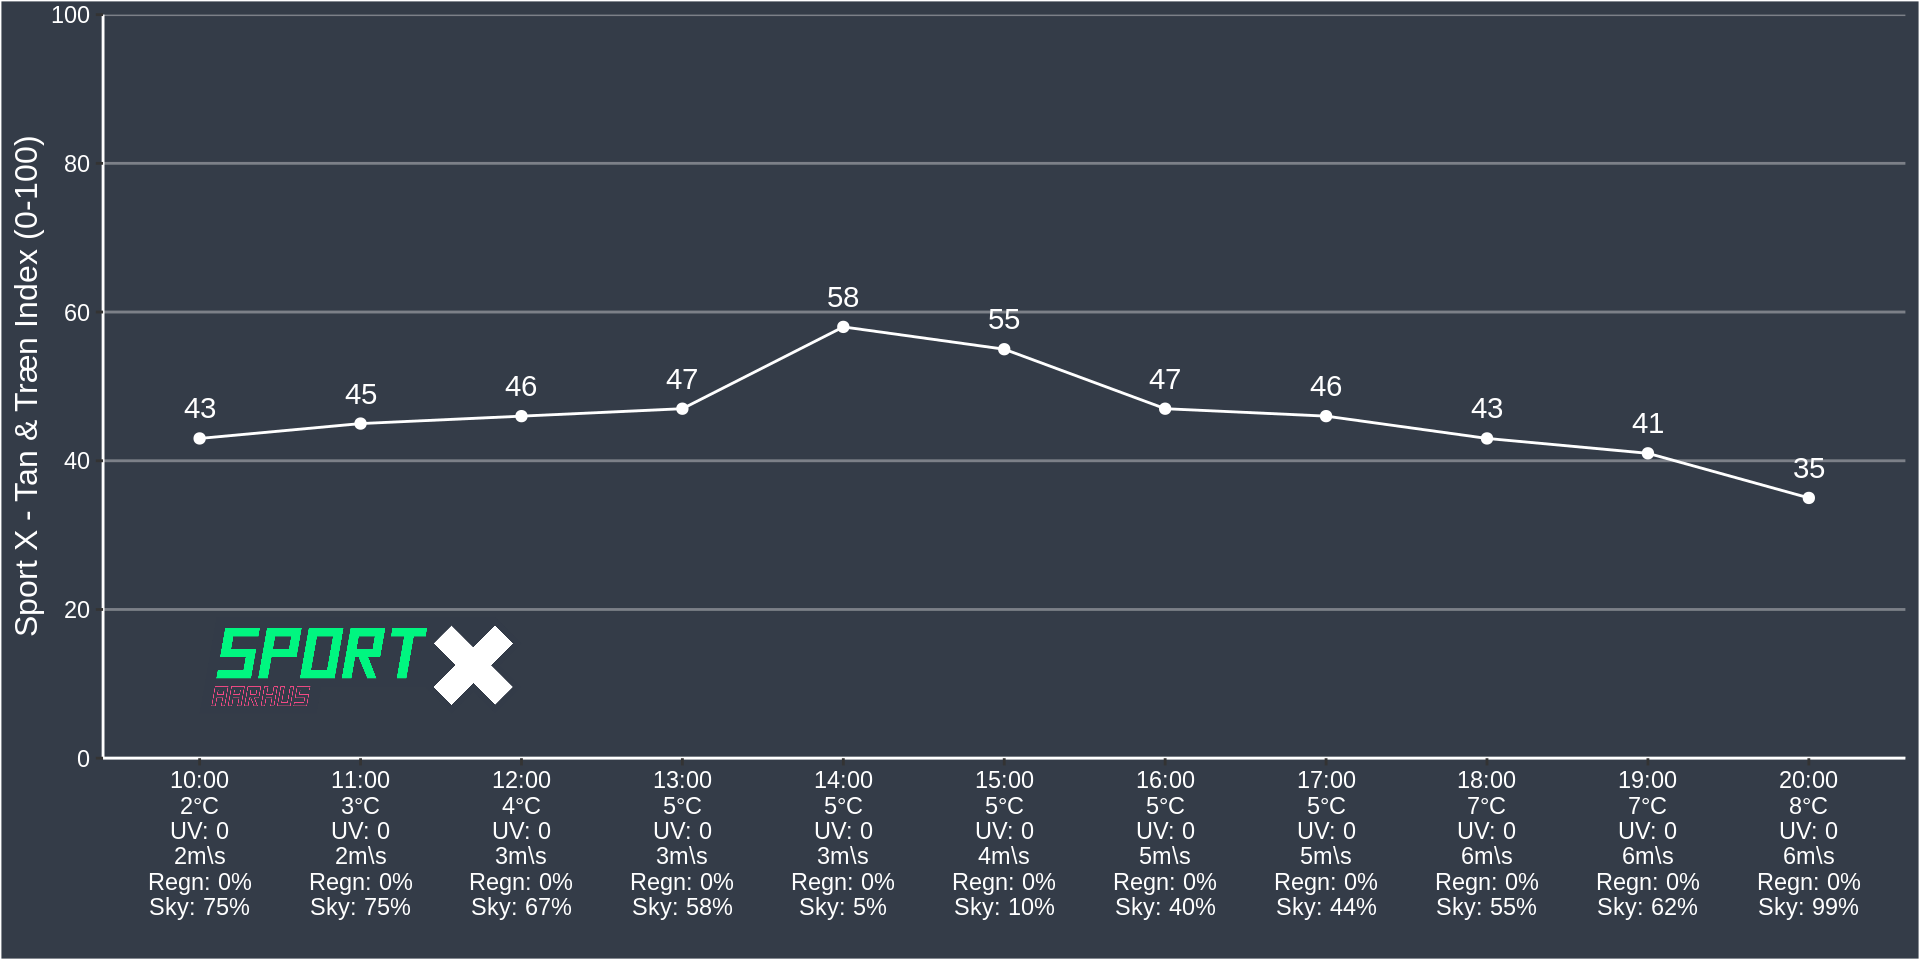 Sport X - Tan & Træn Index (0-100)
100
80
60
40
20
0
43
45
46
47
58
55
47
46
43
41
35
SPORT X
AARHUS
10:00 11:00 12:00 13:00 14:00 15:00 16:00 17:00 18:00 19:00 20:00
2°C 3°C 4°C 5°C 5°C 5°C 5°C 5°C 7°C 7°C 8°C
UV: 0 UV: 0 UV: 0 UV: 0 UV: 0 UV: 0 UV: 0 UV: 0 UV: 0 UV: 0 UV: 0
2m\s 2m\s 3m\s 3m\s 3m\s 4m\s 5m\s 5m\s 6m\s 6m\s 6m\s
Regn: 0% Regn: 0% Regn: 0% Regn: 0% Regn: 0% Regn: 0% Regn: 0% Regn: 0% Regn: 0% Regn: 0% Regn: 0%
Sky: 75% Sky: 75% Sky: 67% Sky: 58% Sky: 5% Sky: 10% Sky: 40% Sky: 44% Sky: 55% Sky: 62% Sky: 99%